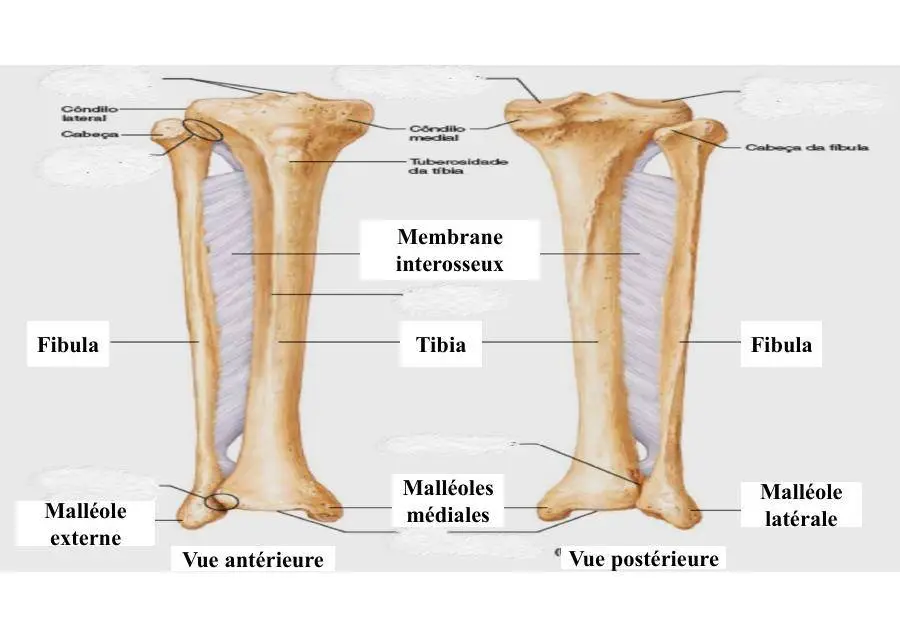 Côndilo
lateral
Cabeça
Côndilo
medial
Tuberosidade
da tíbia
Cabeça da fíbula
Membrane
interosseux
Fibula
Tibia
Fibula
Malléole
externe
Malléoles
médiales
Malléole
latérale
Vue antérieure
Vue postérieure